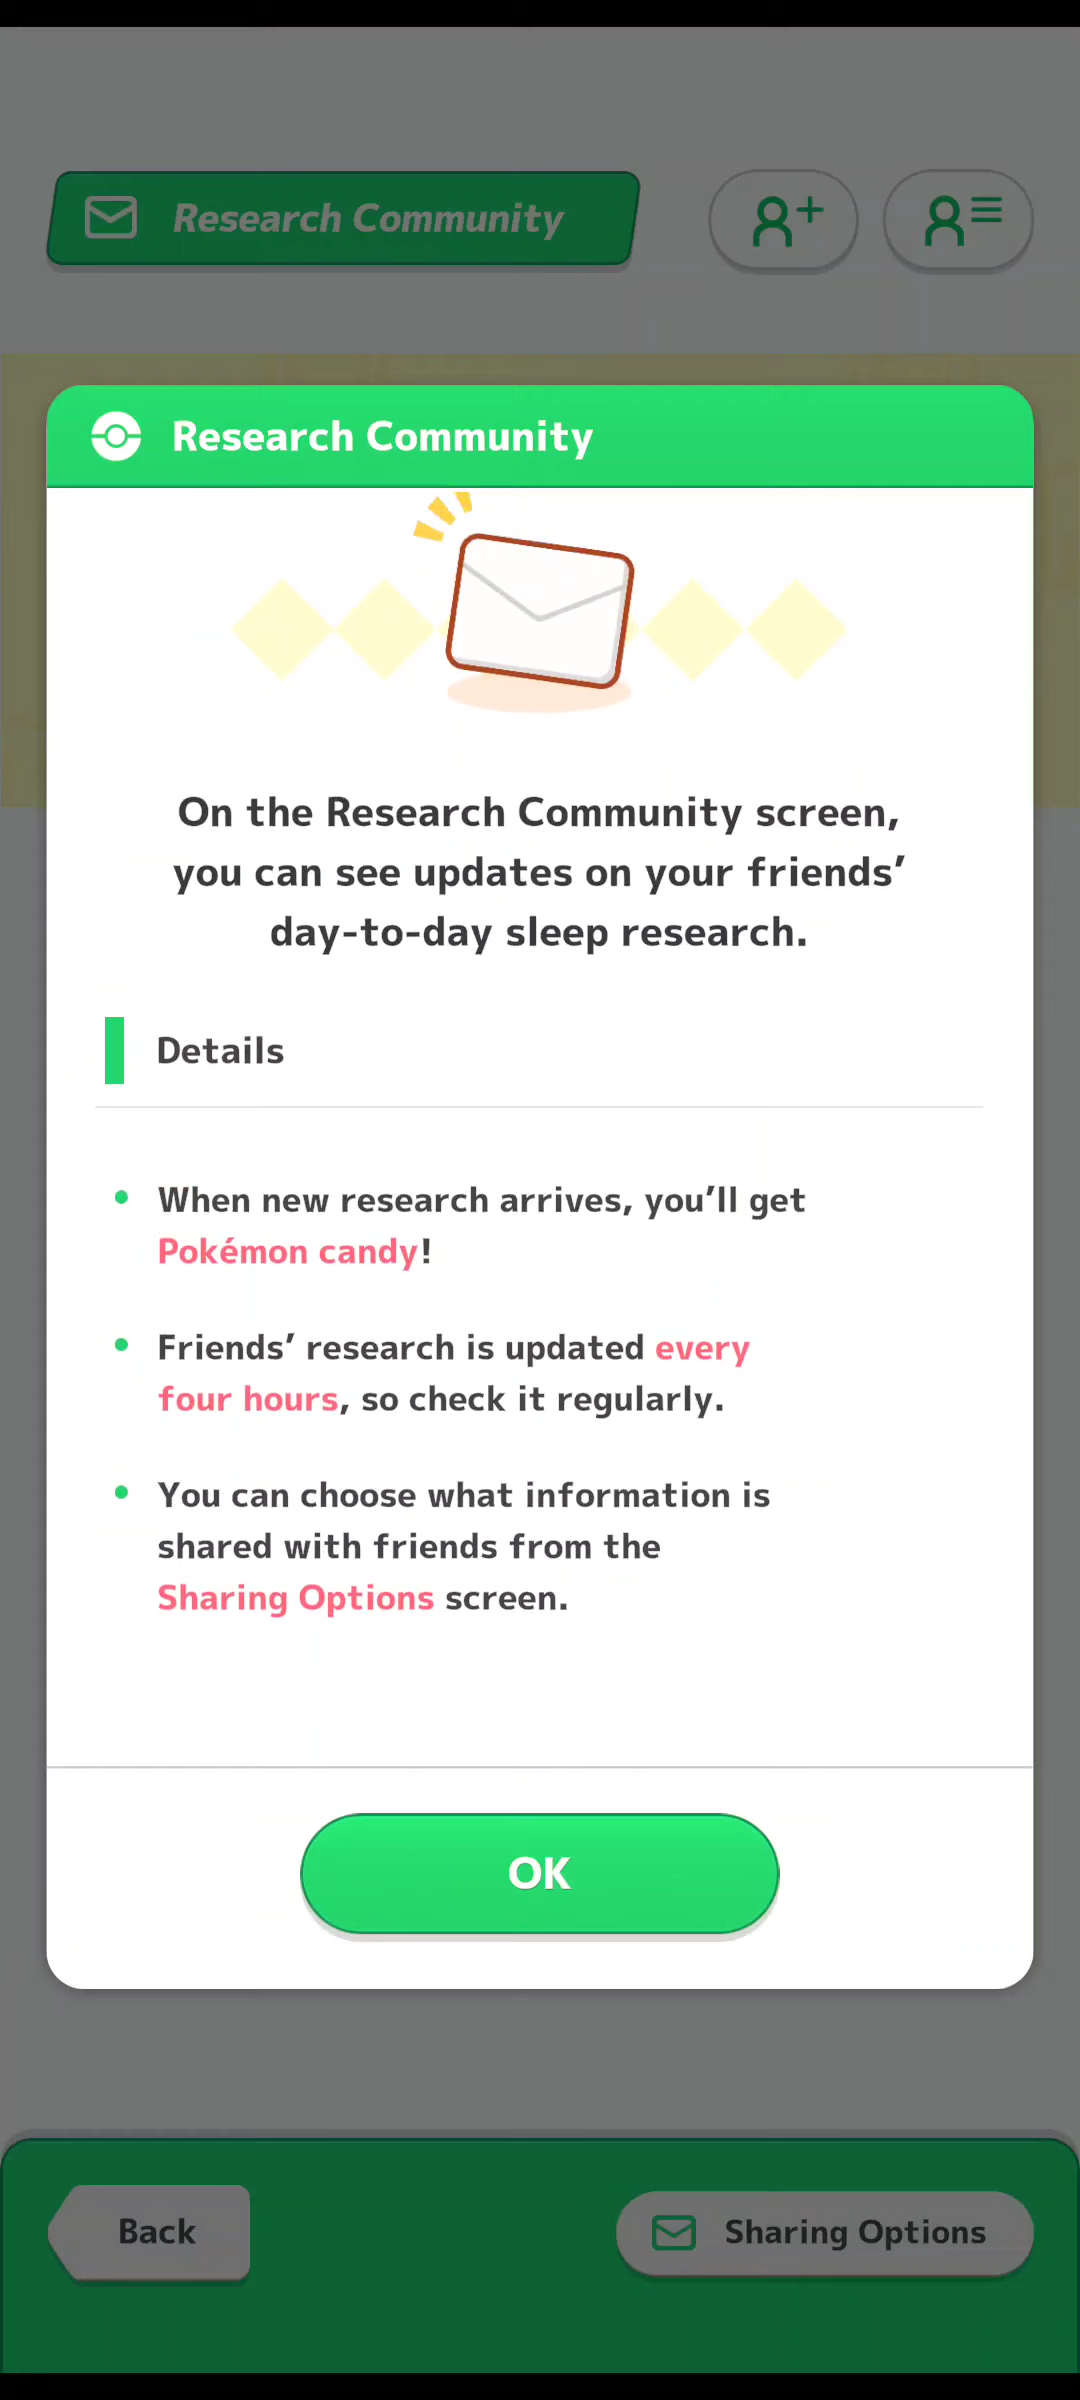 Research Community
Research Community
On the Research Community screen,
you can see updates on your friends’
day-to-day sleep research.
Details
• When new research arrives, you’ll get
Pokémon candy!
• Friends’ research is updated every
four hours, so check it regularly.
• You can choose what information is
shared with friends from the
Sharing Options screen.
OK
Back
Sharing Options